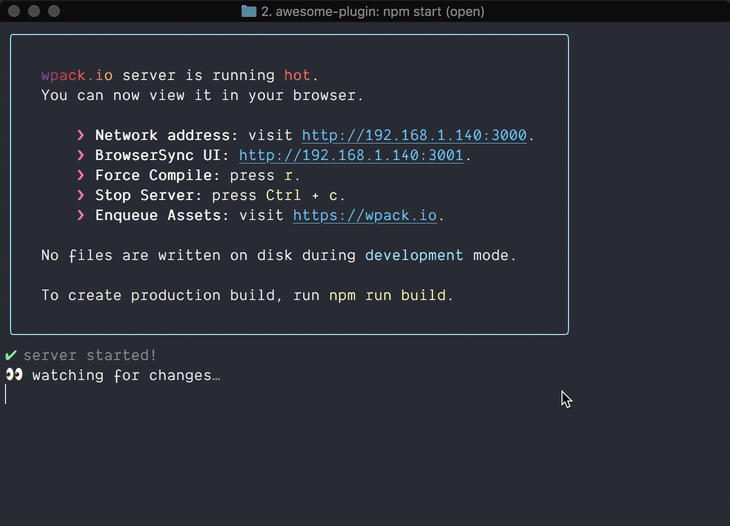 2. awesome-plugin: npm start (open)
wpack.io server is running hot.
You can now view it in your browser.
❯ Network address: visit http://192.168.1.140:3000.
❯ BrowserSync UI: http://192.168.1.140:3001.
❯ Force Compile: press r.
❯ Stop Server: press Ctrl + c.
❯ Enqueue Assets: visit https://wpack.io.
No files are written on disk during development mode.
To create production build, run npm run build.
✔ server started!
👀 watching for changes…